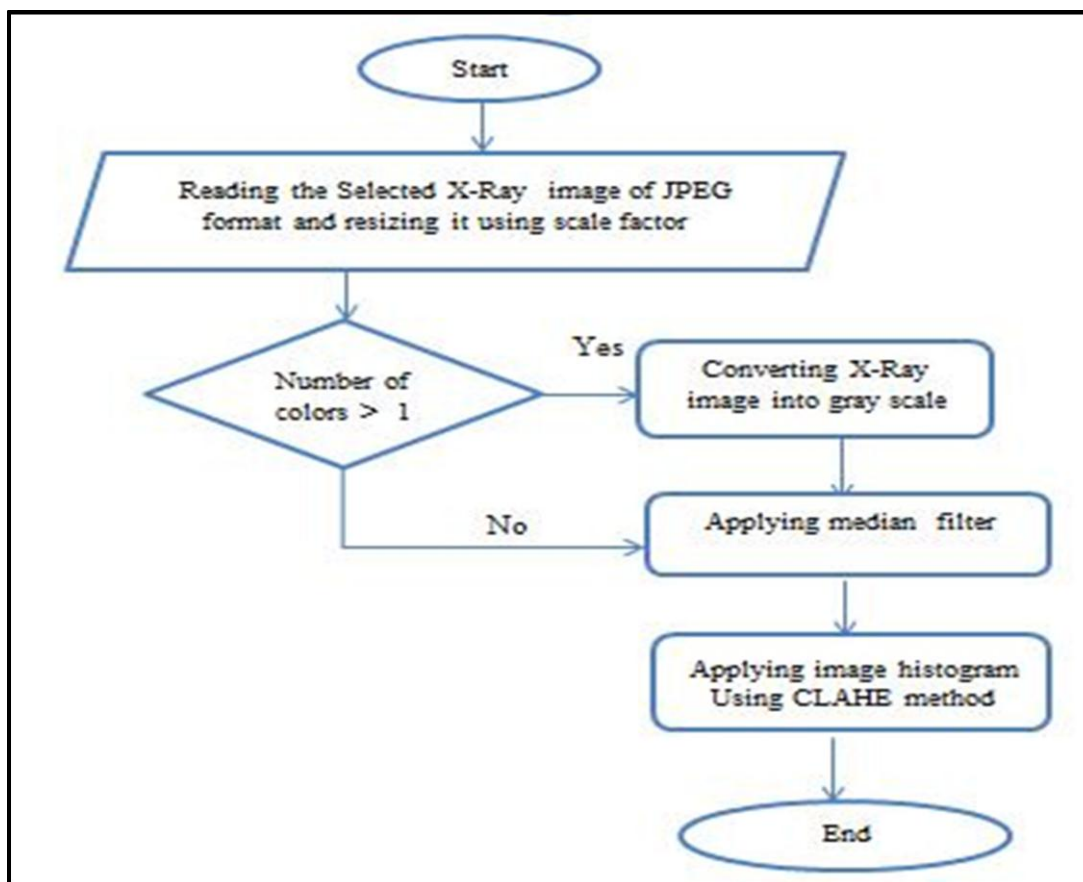 Start
Reading the Selected X-Ray image of JPEG
format and resizing it using scale factor
Number of
colors > 1
Yes
Converting X-Ray
image into gray scale
No
Applying median filter
Applying image histogram
Using CLAHE method
End